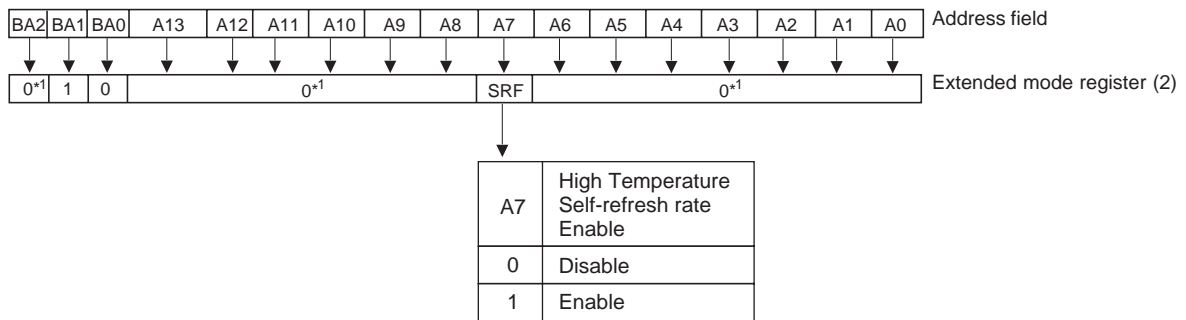 BA2 BA1 BA0 A13 A12 A11 A10 A9 A8 A7 A6 A5 A4 A3 A2 A1 A0 Address field
0*1 1 0 0*1 SRF 0*1 Extended mode register (2)
A7 High Temperature
Self-refresh rate
Enable
0 Disable
1 Enable